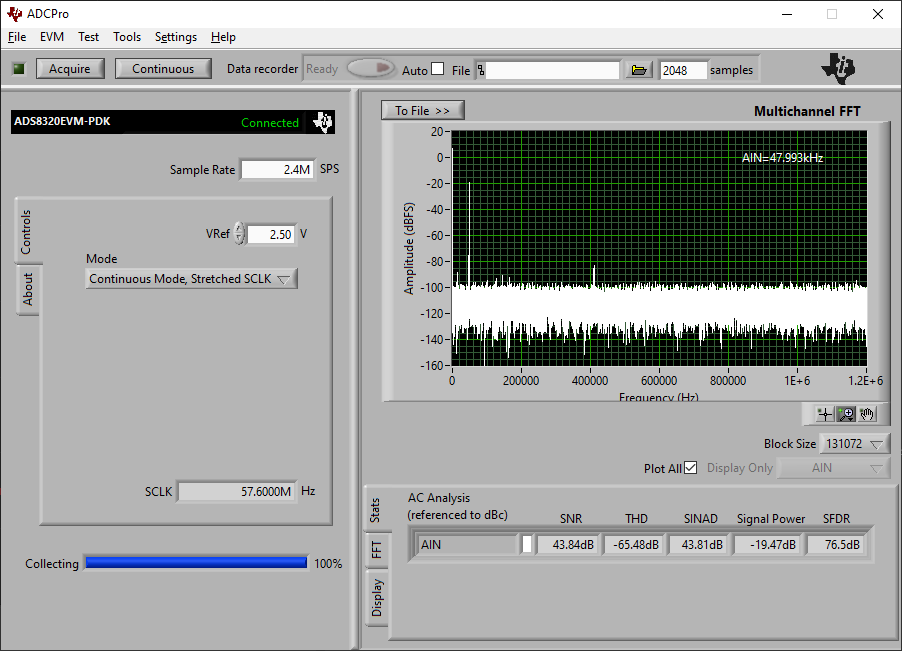 ADCPro
File EVM Test Tools Settings Help
Acquire Continuous Data recorder Ready Auto File 2048 samples
ADS8320EVM-PDK Connected
To File >> Multichannel FFT
Sample Rate 2.4M SPS
Controls
About
VRef 2.50 V
Mode
Continuous Mode, Stretched SCLK
SCLK 57.6000M Hz
Collecting 100%
AIN=47.993kHz
Amplitude (dBFS)
20
0
-20
-40
-60
-80
-100
-120
-140
-160
0 200000 400000 600000 800000 1E+6 1.2E+6
Frequency (Hz)
Block Size 131072
Plot All Display Only AIN
Stats
FFT
Display
AC Analysis
(referenced to dBc)
SNR THD SINAD Signal Power SFDR
AIN 43.84dB -65.48dB 43.81dB -19.47dB 76.5dB